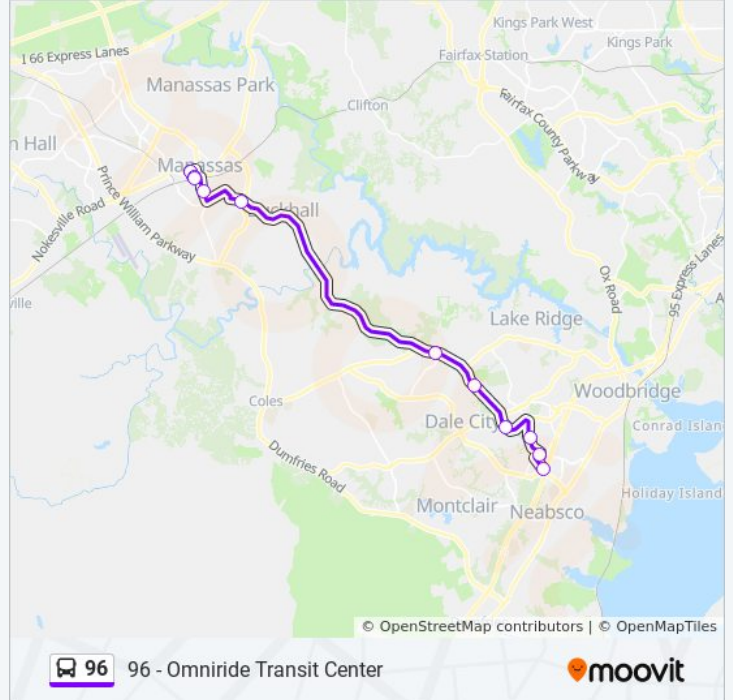 Kings Park West
Kings Park
I 66 Express Lanes
Fairfax Station
Manassas Park
Clifton
Fairfax County Parkway
n Hall
Manassas
Prince William Parkway
khall
Nokesville Road
95 Express Lanes
Ox Road
ville
A
Lake Ridge
Woodbridge
Coles
Dale City
Conrad Islan
Dumfries Road
Holiday Island
Montclair
Neabsco
© OpenStreetMap contributors | © OpenMapTiles
96 96 - Omniride Transit Center
moovit